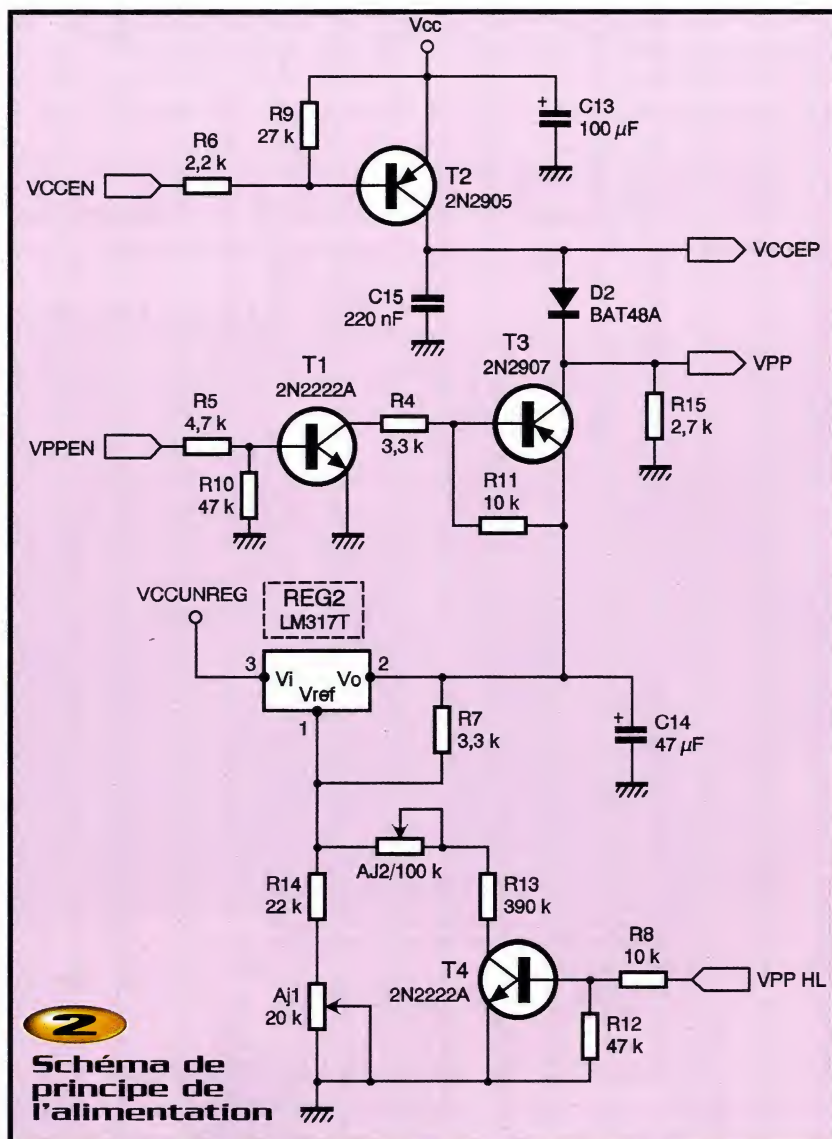 Vcc
R9
27 k
C13
+
100 µF
R6
2,2 k
VCCEN
T2
2N2905
VCCEP
C15
220 nF
D2
BAT48A
T3
2N2907
VPP
T1
2N2222A
R4
3,3 k
R5
4,7 k
VPPEN
R15
2,7 k
R10
47 k
R11
10 k
VCCUNREG
REG2
LM317T
3
Vi
Vo
2
Vref
1
R7
3,3 k
+
C14
47 µF
AJ2/100 k
R14
22 k
R13
390 k
R8
10 k
T4
2N2222A
VPP HL
Aj1
20 k
R12
47 k
2
Schéma de
principe de
l'alimentation